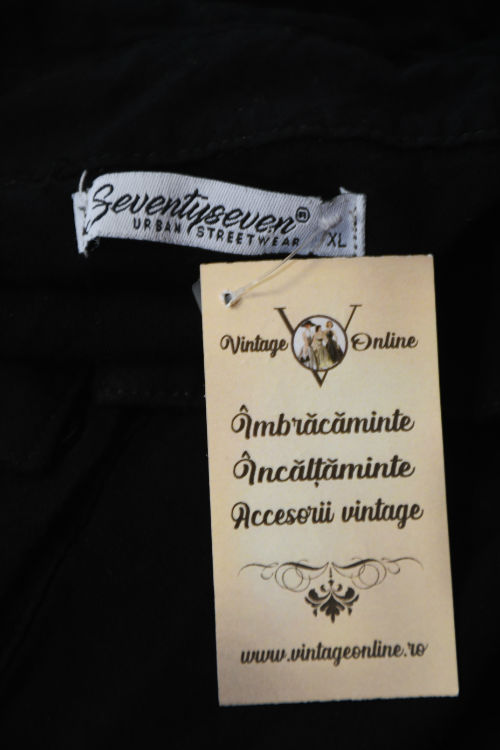 Seventyseven®
URBAN STREETWEAR
XL
Vintage V Online
Îmbrăcăminte
Încălțăminte
Accesorii vintage
www.vintageonline.ro